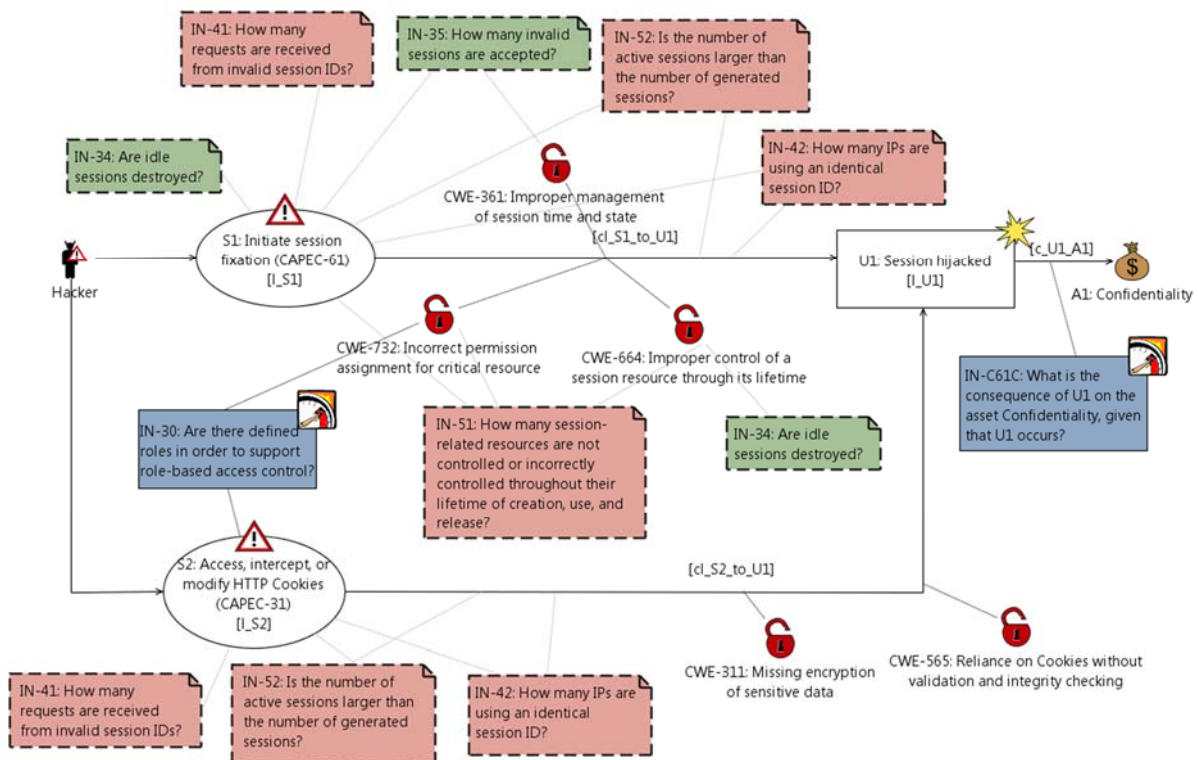 IN-41: How many
requests are received
from invalid session IDs?
IN-35: How many invalid
sessions are accepted?
IN-52: Is the number of
active sessions larger than
the number of generated
sessions?
IN-34: Are idle
sessions destroyed?
IN-42: How many IPs are
using an identical
session ID?
CWE-361: Improper management
of session time and state
[cl_S1_to_U1]
Hacker
S1: Initiate session
fixation (CAPEC-61)
[l_S1]
U1: Session hijacked
[l_U1]
[c_U1_A1]
$
A1: Confidentiality
CWE-732: Incorrect permission
assignment for critical resource
CWE-664: Improper control of a
session resource through its lifetime
IN-C61C: What is the
consequence of U1 on the
asset Confidentiality, given
that U1 occurs?
IN-30: Are there defined
roles in order to support
role-based access control?
IN-51: How many session-
related resources are not
controlled or incorrectly
controlled throughout their
lifetime of creation, use, and
release?
IN-34: Are idle
sessions destroyed?
S2: Access, intercept, or
modify HTTP Cookies
(CAPEC-31)
[l_S2]
[cl_S2_to_U1]
CWE-311: Missing encryption
of sensitive data
CWE-565: Reliance on Cookies without
validation and integrity checking
IN-41: How many
requests are received
from invalid session IDs?
IN-52: Is the number of
active sessions larger than
the number of generated
sessions?
IN-42: How many IPs are
using an identical
session ID?